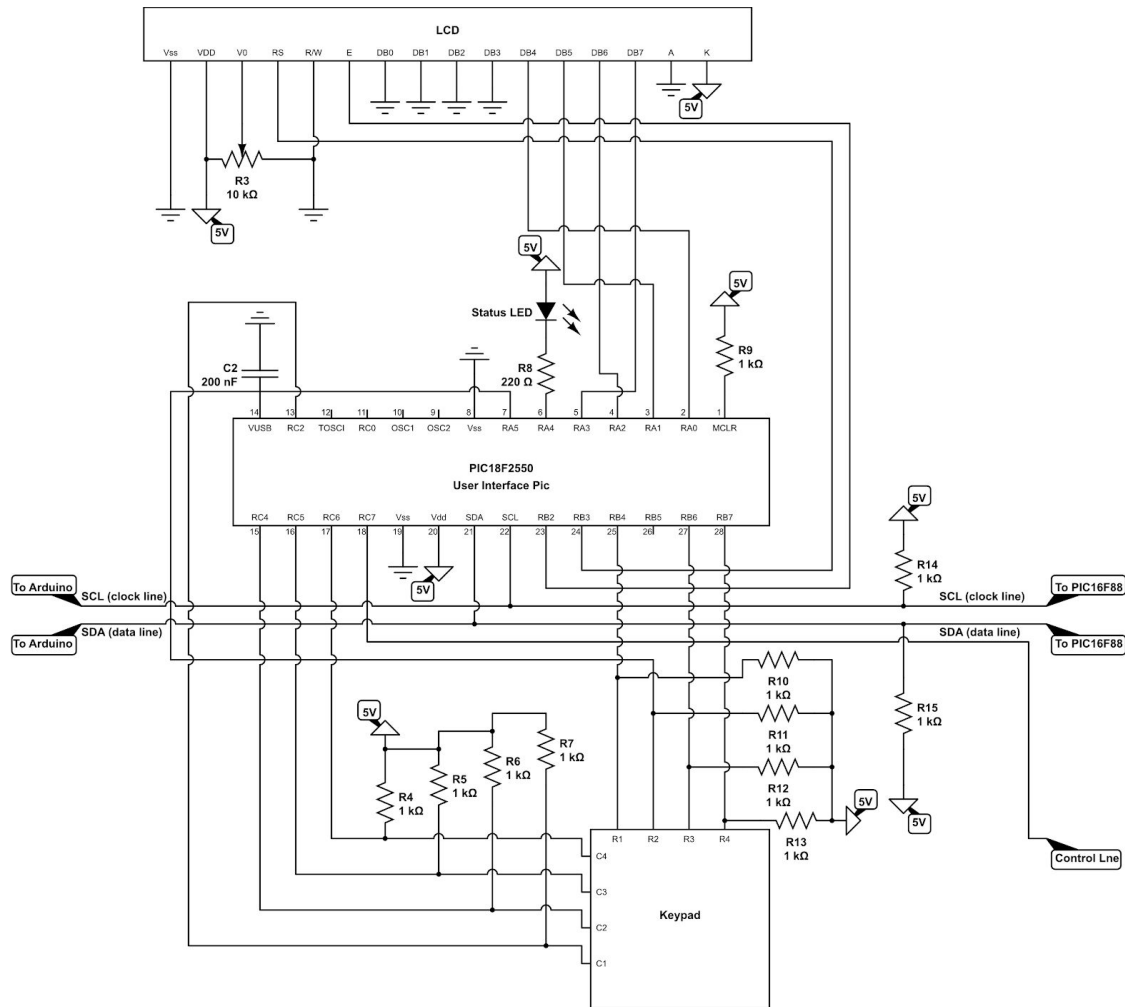 LCD
Vss VDD V0 RS R/W E DB0 DB1 DB2 DB3 DB4 DB5 DB6 DB7 A K
5V
R3
10 kΩ
5V
5V
5V
Status LED
R9
1 kΩ
C2
200 nF
R8
220 Ω
14 13 12 11 10 9 8 7 6 5 4 3 2 1
VUSB RC2 TOSCI RC0 OSC1 OSC2 Vss RA5 RA4 RA3 RA2 RA1 RA0 MCLR
PIC18F2550
User Interface Pic
RC4 RC5 RC6 RC7 Vss Vdd SDA SCL RB2 RB3 RB4 RB5 RB6 RB7
15 16 17 18 19 20 21 22 23 24 25 26 27 28
5V
5V
R14
1 kΩ
To Arduino
SCL (clock line)
SCL (clock line)
To PIC16F88
To Arduino
SDA (data line)
SDA (data line)
To PIC16F88
R10
1 kΩ
R11
1 kΩ
R12
1 kΩ
R13
1 kΩ
5V
R15
1 kΩ
5V
5V
R4
1 kΩ
R5
1 kΩ
R6
1 kΩ
R7
1 kΩ
R1 R2 R3 R4
C4
C3
C2
C1
Keypad
Control Lne